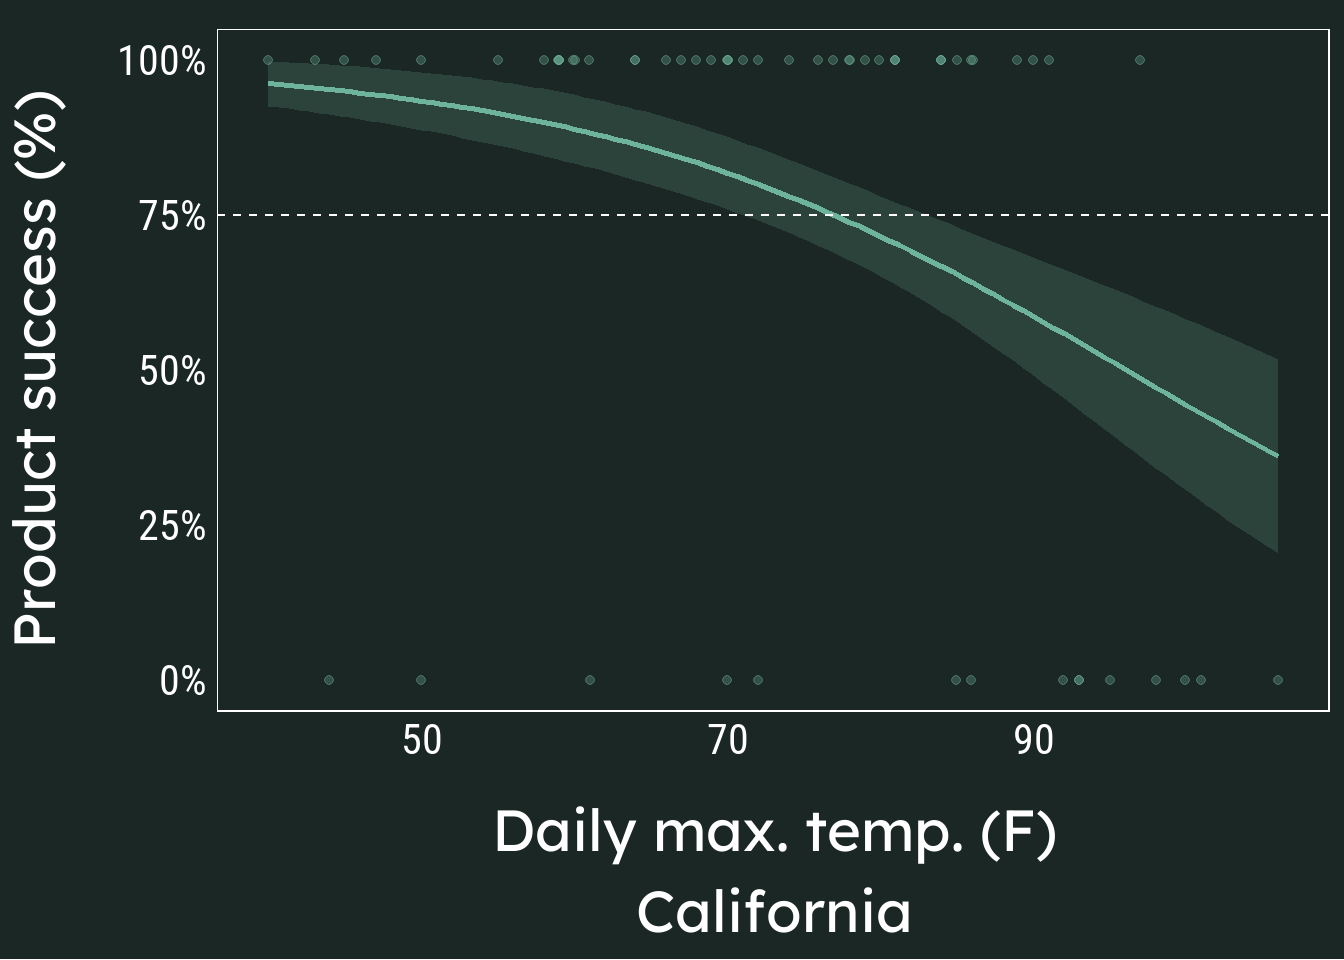 Product success (%)
100%
75%
50%
25%
0%
50 70 90
Daily max. temp. (F)
California